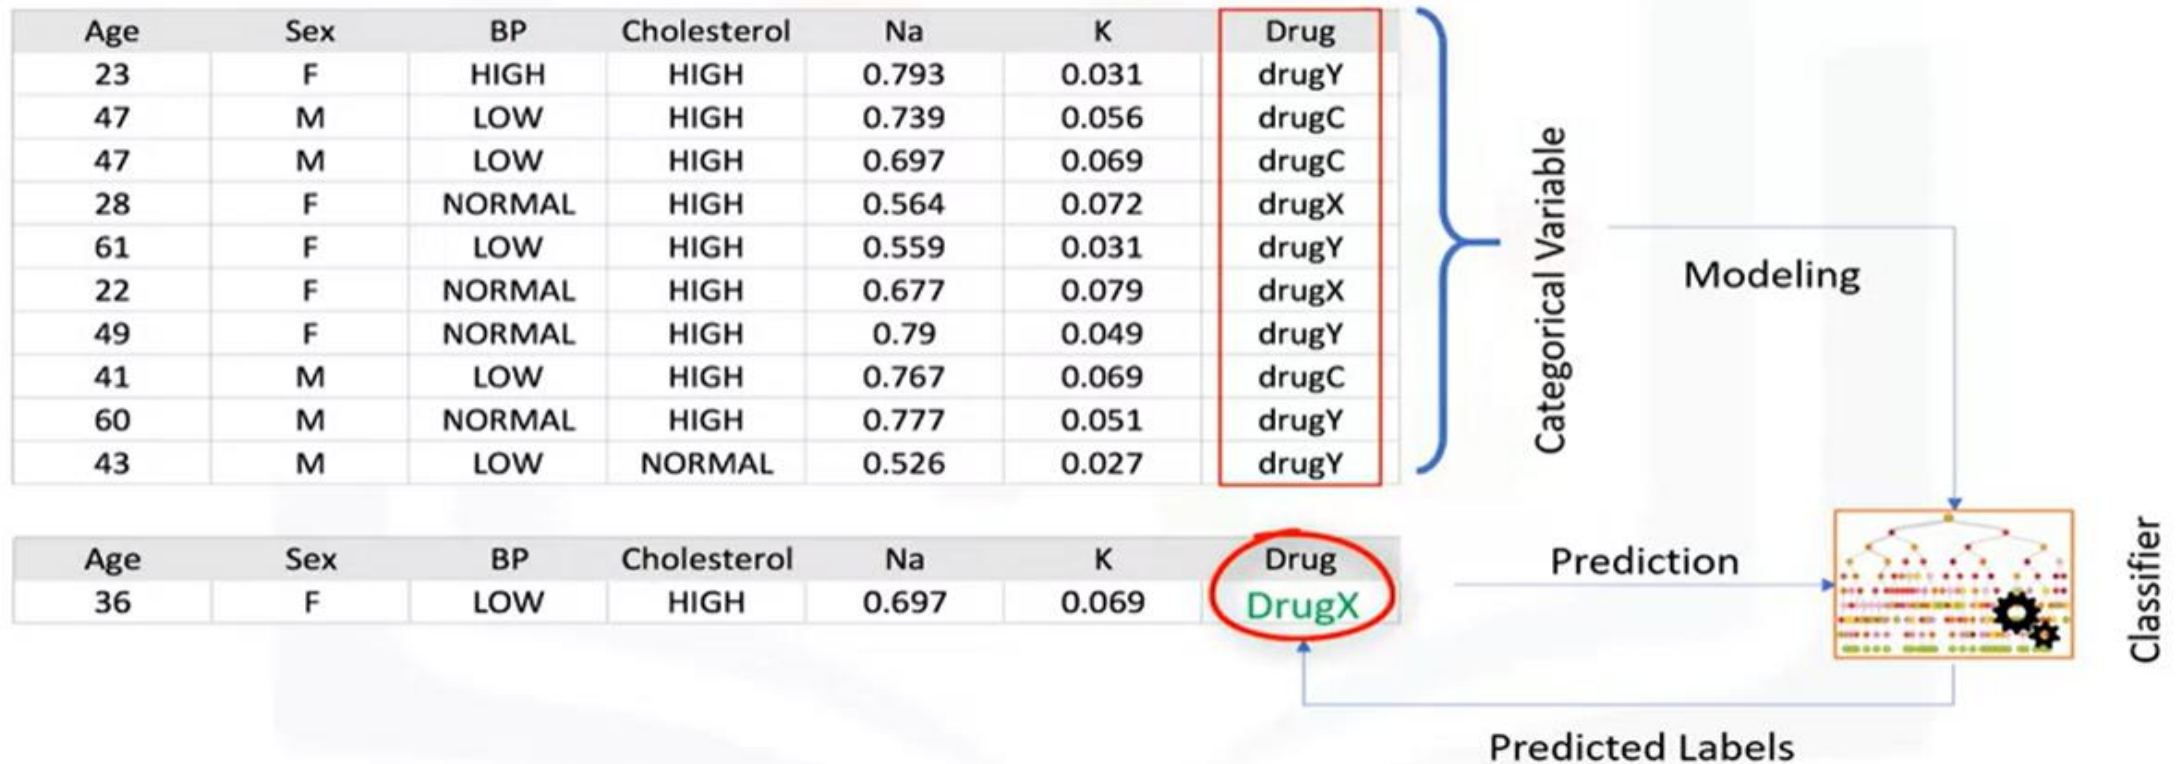 Age Sex BP Cholesterol Na K Drug
23 F HIGH HIGH 0.793 0.031 drugY
47 M LOW HIGH 0.739 0.056 drugC
47 M LOW HIGH 0.697 0.069 drugC
28 F NORMAL HIGH 0.564 0.072 drugX
61 F LOW HIGH 0.559 0.031 drugY
22 F NORMAL HIGH 0.677 0.079 drugX
49 F NORMAL HIGH 0.79 0.049 drugY
41 M LOW HIGH 0.767 0.069 drugC
60 M NORMAL HIGH 0.777 0.051 drugY
43 M LOW NORMAL 0.526 0.027 drugY
Categorical Variable
Modeling
Age Sex BP Cholesterol Na K Drug
36 F LOW HIGH 0.697 0.069 DrugX
Prediction
Classifier
Predicted Labels